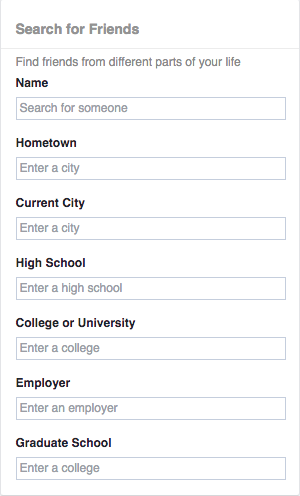 Search for Friends
Find friends from different parts of your life
Name
Search for someone
Hometown
Enter a city
Current City
Enter a city
High School
Enter a high school
College or University
Enter a college
Employer
Enter an employer
Graduate School
Enter a college